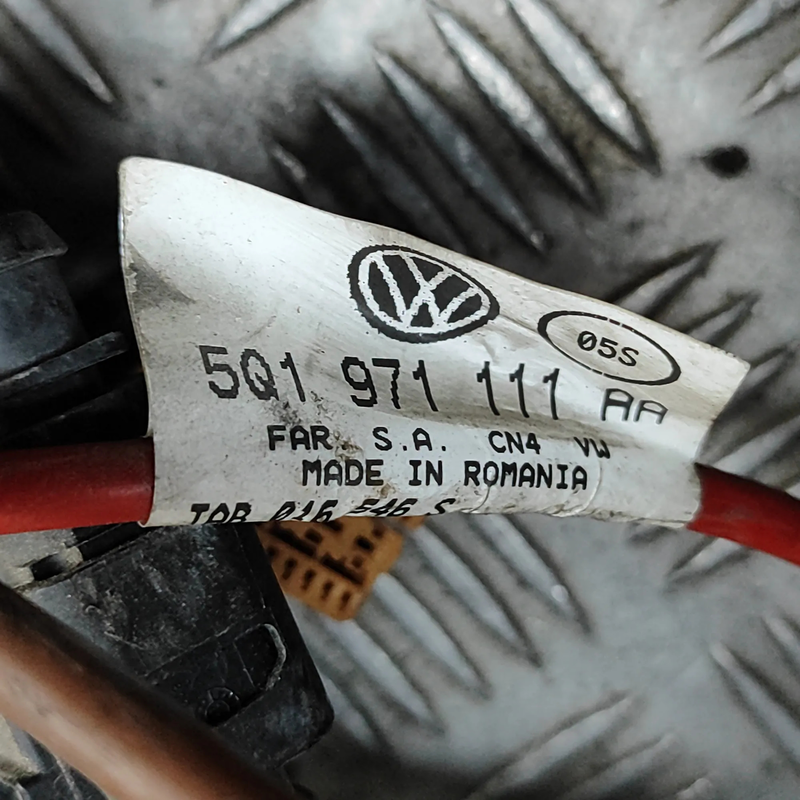 05S
5Q1 971 111 AA
FAR S.A. CN4 VW
MADE IN ROMANIA